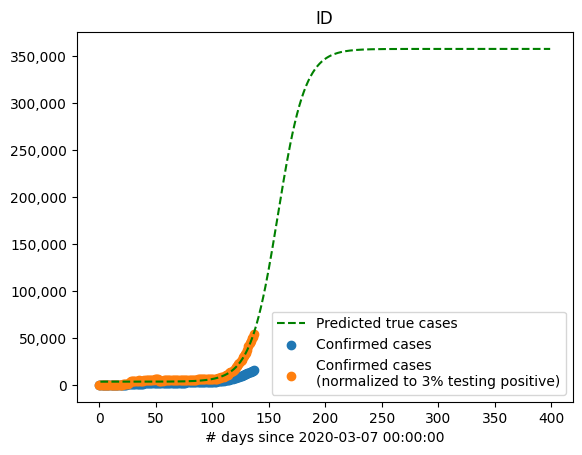 ID
350,000
300,000
250,000
200,000
150,000
100,000
50,000
0
Predicted true cases
Confirmed cases
Confirmed cases
(normalized to 3% testing positive)
0 50 100 150 200 250 300 350 400
# days since 2020-03-07 00:00:00